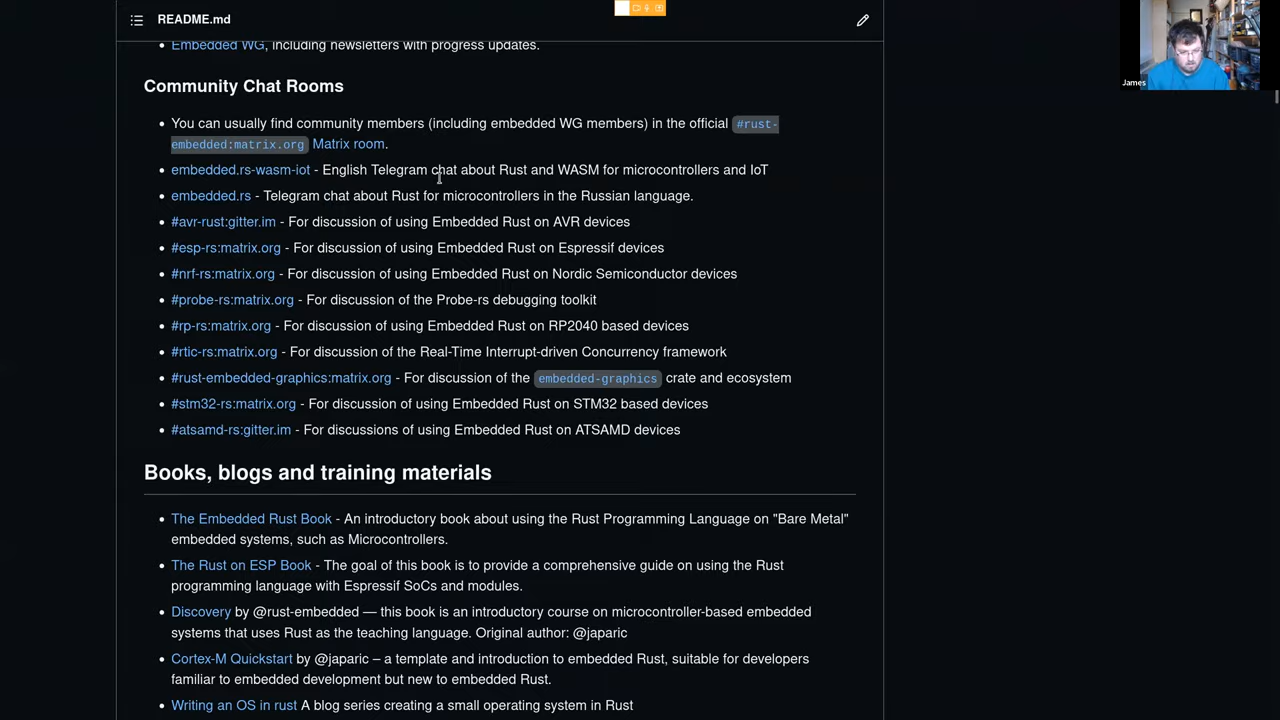 README.md
Embedded WG, including newsletters with progress updates.
James
Community Chat Rooms
You can usually find community members (including embedded WG members) in the official #rust-
embedded:matrix.org Matrix room.
embedded.rs-wasm-iot - English Telegram chat about Rust and WASM for microcontrollers and IoT
embedded.rs - Telegram chat about Rust for microcontrollers in the Russian language.
#avr-rust:gitter.im - For discussion of using Embedded Rust on AVR devices
#esp-rs:matrix.org - For discussion of using Embedded Rust on Espressif devices
#nrf-rs:matrix.org - For discussion of using Embedded Rust on Nordic Semiconductor devices
#probe-rs:matrix.org - For discussion of the Probe-rs debugging toolkit
#rp-rs:matrix.org - For discussion of using Embedded Rust on RP2040 based devices
#rtic-rs:matrix.org - For discussion of the Real-Time Interrupt-driven Concurrency framework
#rust-embedded-graphics:matrix.org - For discussion of the embedded-graphics crate and ecosystem
#stm32-rs:matrix.org - For discussion of using Embedded Rust on STM32 based devices
#atsamd-rs:gitter.im - For discussions of using Embedded Rust on ATSAMD devices
Books, blogs and training materials
The Embedded Rust Book - An introductory book about using the Rust Programming Language on "Bare Metal"
embedded systems, such as Microcontrollers.
The Rust on ESP Book - The goal of this book is to provide a comprehensive guide on using the Rust
programming language with Espressif SoCs and modules.
Discovery by @rust-embedded — this book is an introductory course on microcontroller-based embedded
systems that uses Rust as the teaching language. Original author: @japaric
Cortex-M Quickstart by @japaric – a template and introduction to embedded Rust, suitable for developers
familiar to embedded development but new to embedded Rust.
Writing an OS in rust A blog series creating a small operating system in Rust